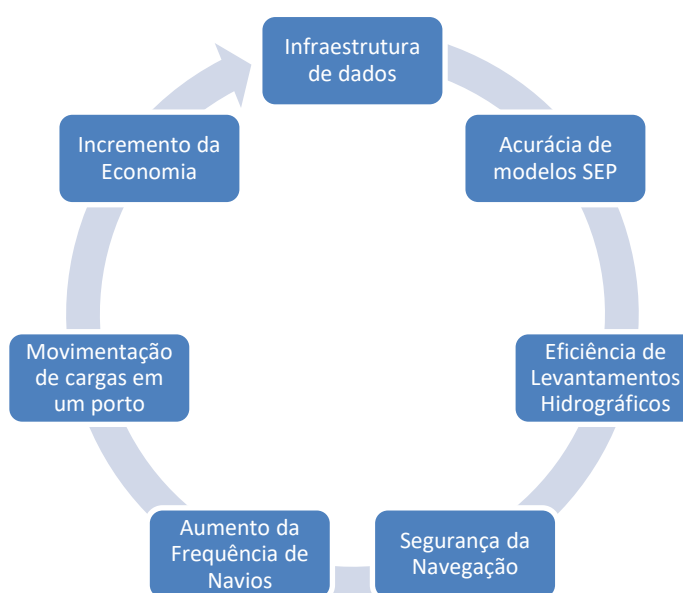 Infraestrutura
de dados
Acurácia de
modelos SEP
Eficiência de
Levantamentos
Hidrográficos
Segurança da
Navegação
Aumento da
Frequência de
Navios
Movimentação
de cargas em
um porto
Incremento da
Economia